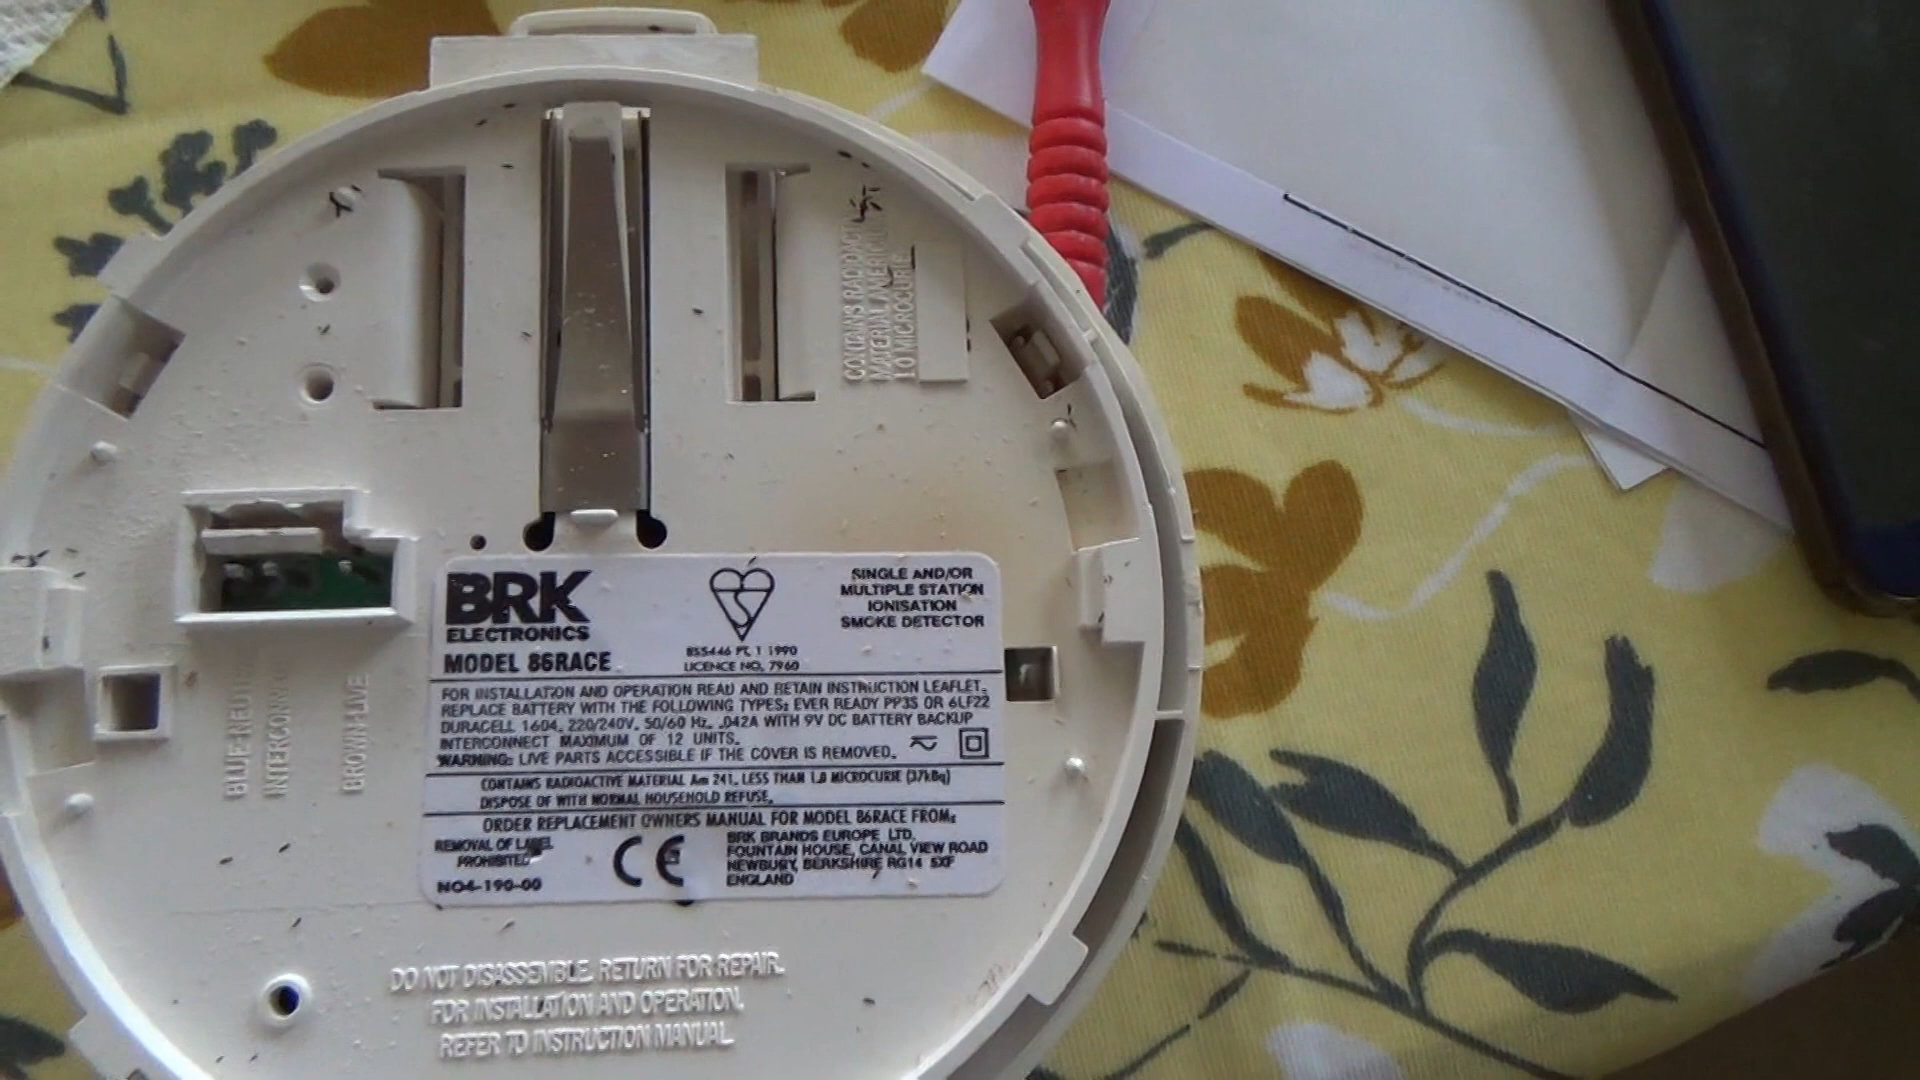 CONTAINS
MATERIAL
1.0 MICROCURIE
BRK
ELECTRONICS
MODEL 86RACE
BS5446 PT. 1 1990
LICENCE NO. 7960
SINGLE AND/OR
MULTIPLE STATION
IONISATION
SMOKE DETECTOR
FOR INSTALLATION AND OPERATION READ AND RETAIN INSTRUCTION LEAFLET.
REPLACE BATTERY WITH THE FOLLOWING TYPES: EVER READY PP3S OR 6LF22
DURACELL 1604. 220/240V, 50/60 Hz, .042A WITH 9V DC BATTERY BACKUP
INTERCONNECT MAXIMUM OF 12 UNITS.
WARNING: LIVE PARTS ACCESSIBLE IF THE COVER IS REMOVED.
CONTAINS RADIOACTIVE MATERIAL Am 241. LESS THAN 1.0 MICROCURIE (37kBq)
DISPOSE OF WITH NORMAL HOUSEHOLD REFUSE.
ORDER REPLACEMENT OWNERS MANUAL FOR MODEL 86RACE FROM:
REMOVAL OF LABEL
PROHIBITED
NO4-190-00
CE
BRK BRANDS EUROPE LTD.
FOUNTAIN HOUSE, CANAL VIEW ROAD
NEWBURY, BERKSHIRE RG14 5XF
ENGLAND
BLUE-NEUTRAL
INTERCONNECT
BROWN-LIVE
DO NOT DISASSEMBLE. RETURN FOR REPAIR.
FOR INSTALLATION AND OPERATION,
REFER TO INSTRUCTION MANUAL.